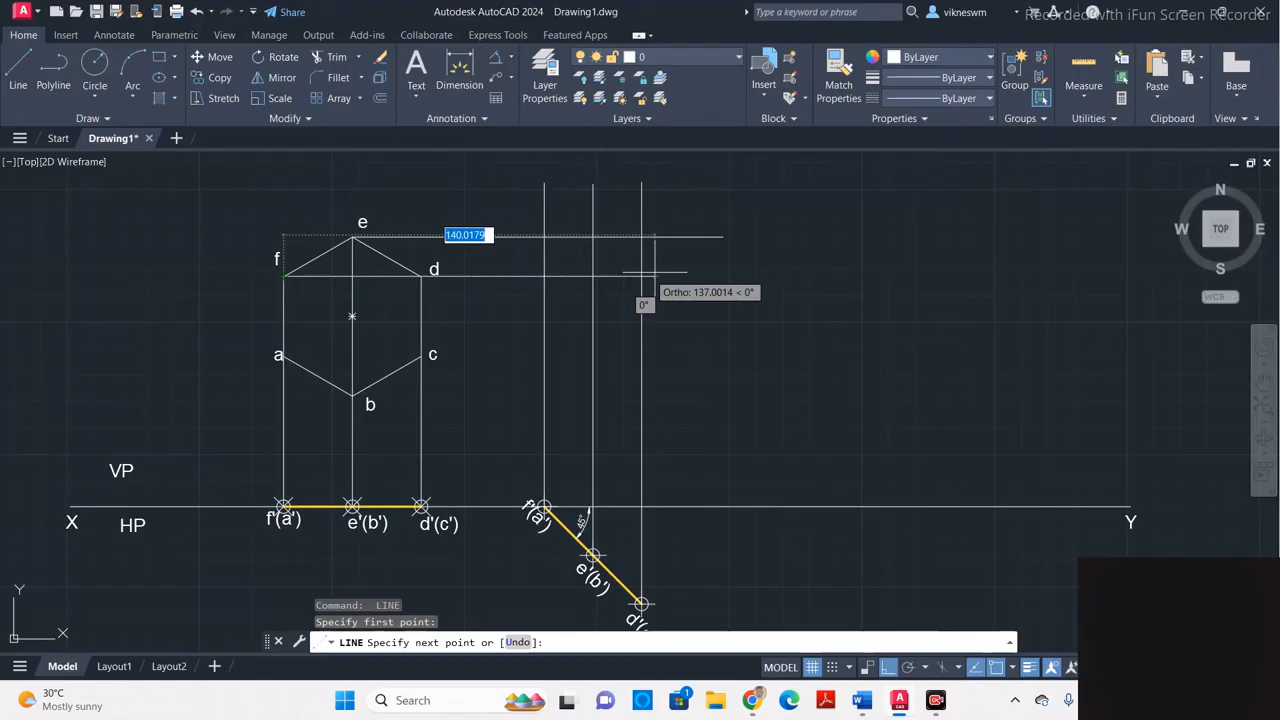 Autodesk AutoCAD 2024 Drawing1.dwg
Share
Type a keyword or phrase
vikneswm
Recorded with iFun Screen Recorder
Home Insert Annotate Parametric View Manage Output Add-ins Collaborate Express Tools Featured Apps
Line Polyline Circle Arc
Move Rotate Trim
Copy Mirror Fillet
Stretch Scale Array
Text Dimension
Layer Properties
0
Insert
Match Properties
ByLayer
ByLayer
ByLayer
Group
Measure
Paste
Base
Draw Modify Annotation Layers Block Properties Groups Utilities Clipboard View
Start Drawing1*
[−][Top][2D Wireframe]
N
W TOP E
S
WCS
e
140.0179
f
d
Ortho: 137.0014 < 0°
0°
a
c
b
VP
X
HP
Y
f'(a')
e'(b')
d'(c')
f'(a')
45°
e'(b')
Y
X
Command: LINE
Specify first point:
LINE Specify next point or [Undo]:
Model Layout1 Layout2
MODEL
30°C
Mostly sunny
Search